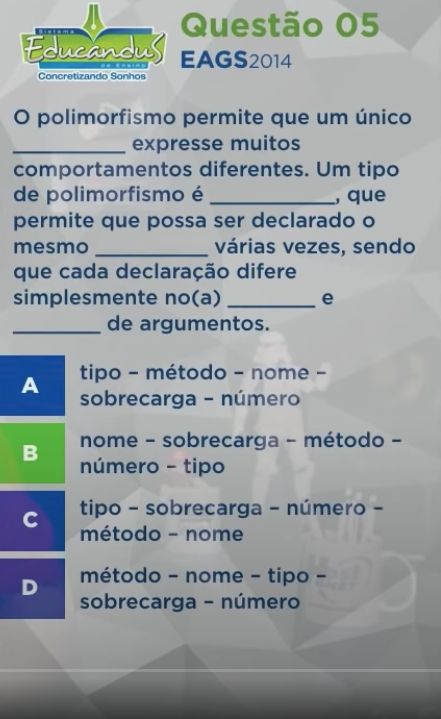 Sistema
Educandus
de Ensino
Concretizando Sonhos
Questão 05
EAGS2014
O polimorfismo permite que um único
__________ expresse muitos
comportamentos diferentes. Um tipo
de polimorfismo é ___________, que
permite que possa ser declarado o
mesmo __________ várias vezes, sendo
que cada declaração difere
simplesmente no(a) ________ e
________ de argumentos.
A
tipo – método – nome –
sobrecarga – número
B
nome – sobrecarga – método –
número – tipo
C
tipo – sobrecarga – número –
método – nome
D
método – nome – tipo –
sobrecarga – número